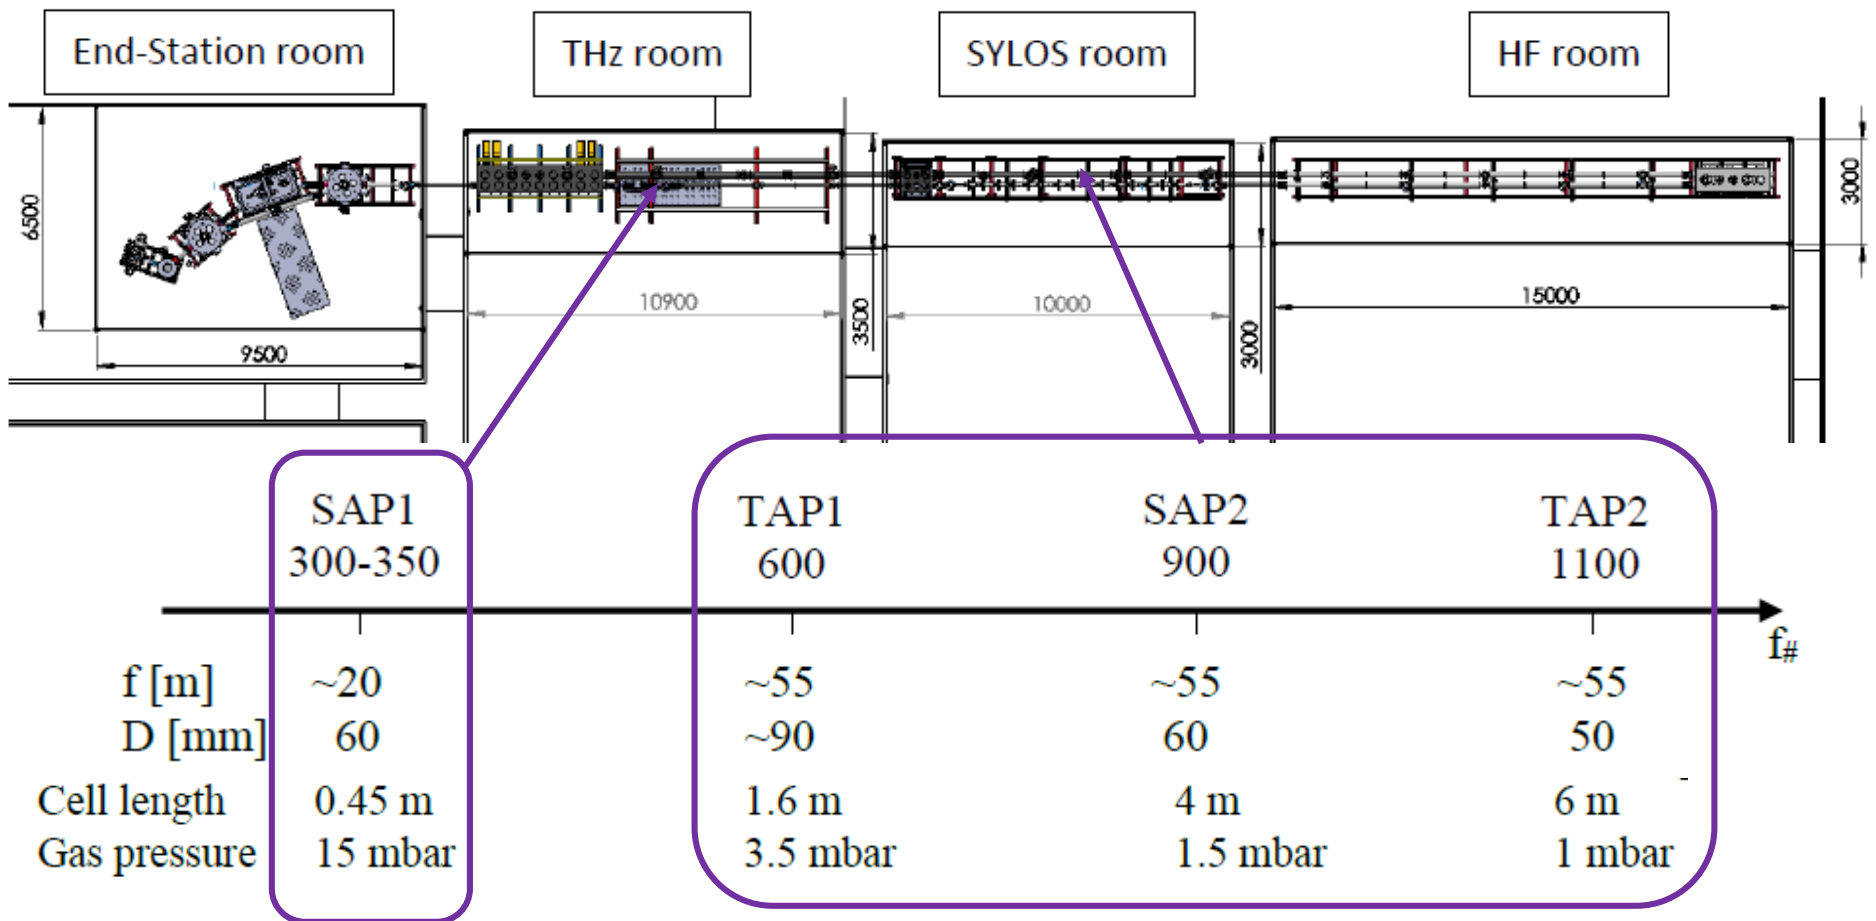 End-Station room
THz room
SYLOS room
HF room
6500
9500
10900
3500
10000
3000
15000
3000
SAP1
300-350
TAP1
600
SAP2
900
TAP2
1100
f#
f [m] ~20 ~55 ~55 ~55
D [mm] 60 ~90 60 50
Cell length 0.45 m 1.6 m 4 m 6 m
Gas pressure 15 mbar 3.5 mbar 1.5 mbar 1 mbar